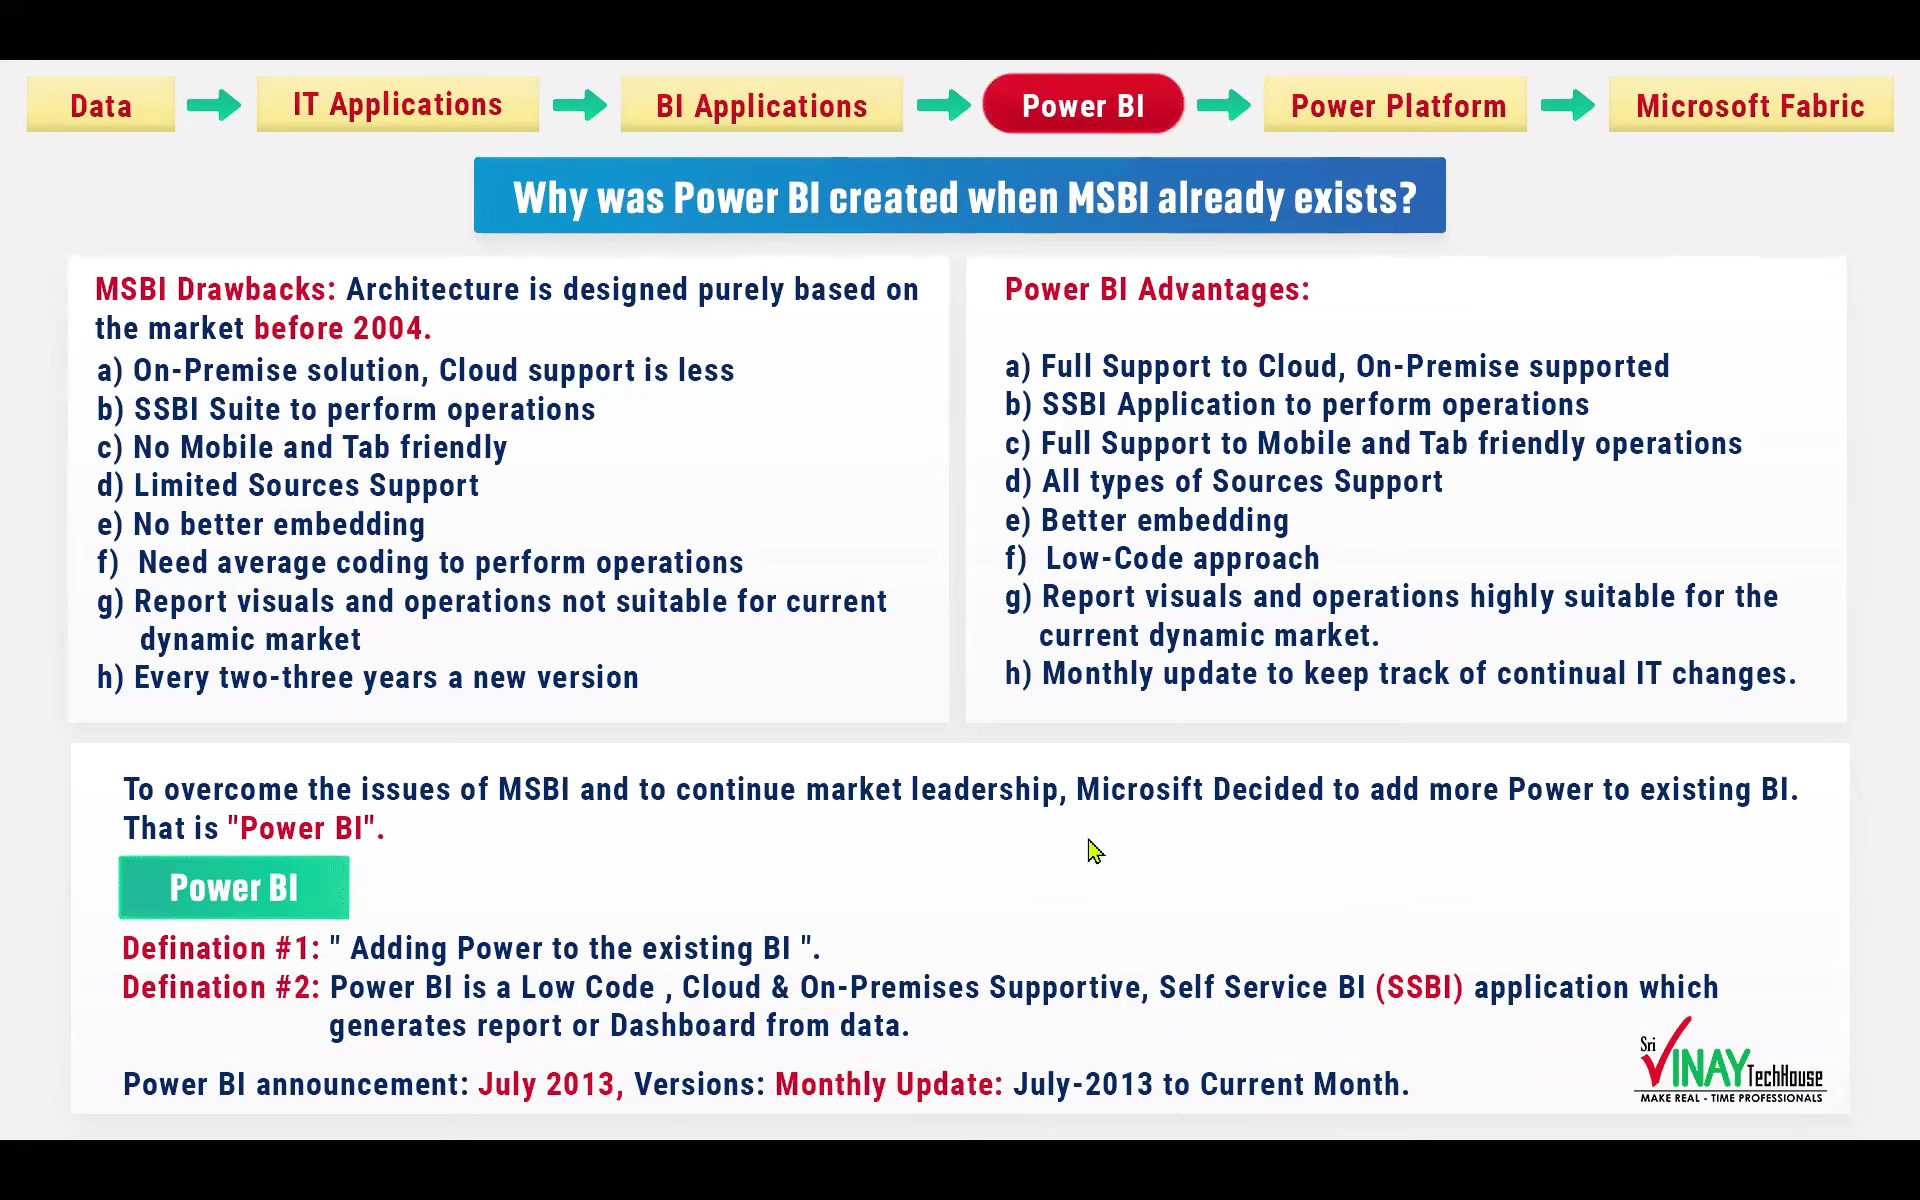 Data
IT Applications
BI Applications
Power BI
Power Platform
Microsoft Fabric
Why was Power BI created when MSBI already exists?
MSBI Drawbacks: Architecture is designed purely based on
the market before 2004.
a) On-Premise solution, Cloud support is less
b) SSBI Suite to perform operations
c) No Mobile and Tab friendly
d) Limited Sources Support
e) No better embedding
f) Need average coding to perform operations
g) Report visuals and operations not suitable for current
dynamic market
h) Every two-three years a new version
Power BI Advantages:
a) Full Support to Cloud, On-Premise supported
b) SSBI Application to perform operations
c) Full Support to Mobile and Tab friendly operations
d) All types of Sources Support
e) Better embedding
f) Low-Code approach
g) Report visuals and operations highly suitable for the
current dynamic market.
h) Monthly update to keep track of continual IT changes.
To overcome the issues of MSBI and to continue market leadership, Microsift Decided to add more Power to existing BI.
That is "Power BI".
Power BI
Defination #1: " Adding Power to the existing BI ".
Defination #2: Power BI is a Low Code , Cloud & On-Premises Supportive, Self Service BI (SSBI) application which
generates report or Dashboard from data.
Power BI announcement: July 2013, Versions: Monthly Update: July-2013 to Current Month.
Sri
VINAY TechHouse
MAKE REAL - TIME PROFESSIONALS